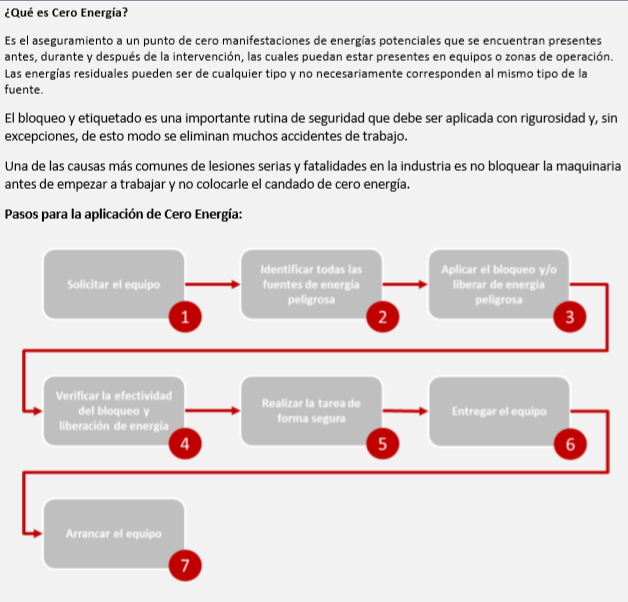 ¿Qué es Cero Energía?
Es el aseguramiento a un punto de cero manifestaciones de energías potenciales que se encuentran presentes
antes, durante y después de la intervención, las cuales puedan estar presentes en equipos o zonas de operación.
Las energías residuales pueden ser de cualquier tipo y no necesariamente corresponden al mismo tipo de la
fuente.
El bloqueo y etiquetado es una importante rutina de seguridad que debe ser aplicada con rigurosidad y, sin
excepciones, de esto modo se eliminan muchos accidentes de trabajo.
Una de las causas más comunes de lesiones serias y fatalidades en la industria es no bloquear la maquinaria
antes de empezar a trabajar y no colocarle el candado de cero energía.
Pasos para la aplicación de Cero Energía:
Solicitar el equipo
1
Identificar todas las
fuentes de energía
peligrosa
2
Aplicar el bloqueo y/o
liberar de energía
peligrosa
3
Verificar la efectividad
del bloqueo y
liberación de energía
4
Realizar la tarea de
forma segura
5
Entregar el equipo
6
Arrancar el equipo
7